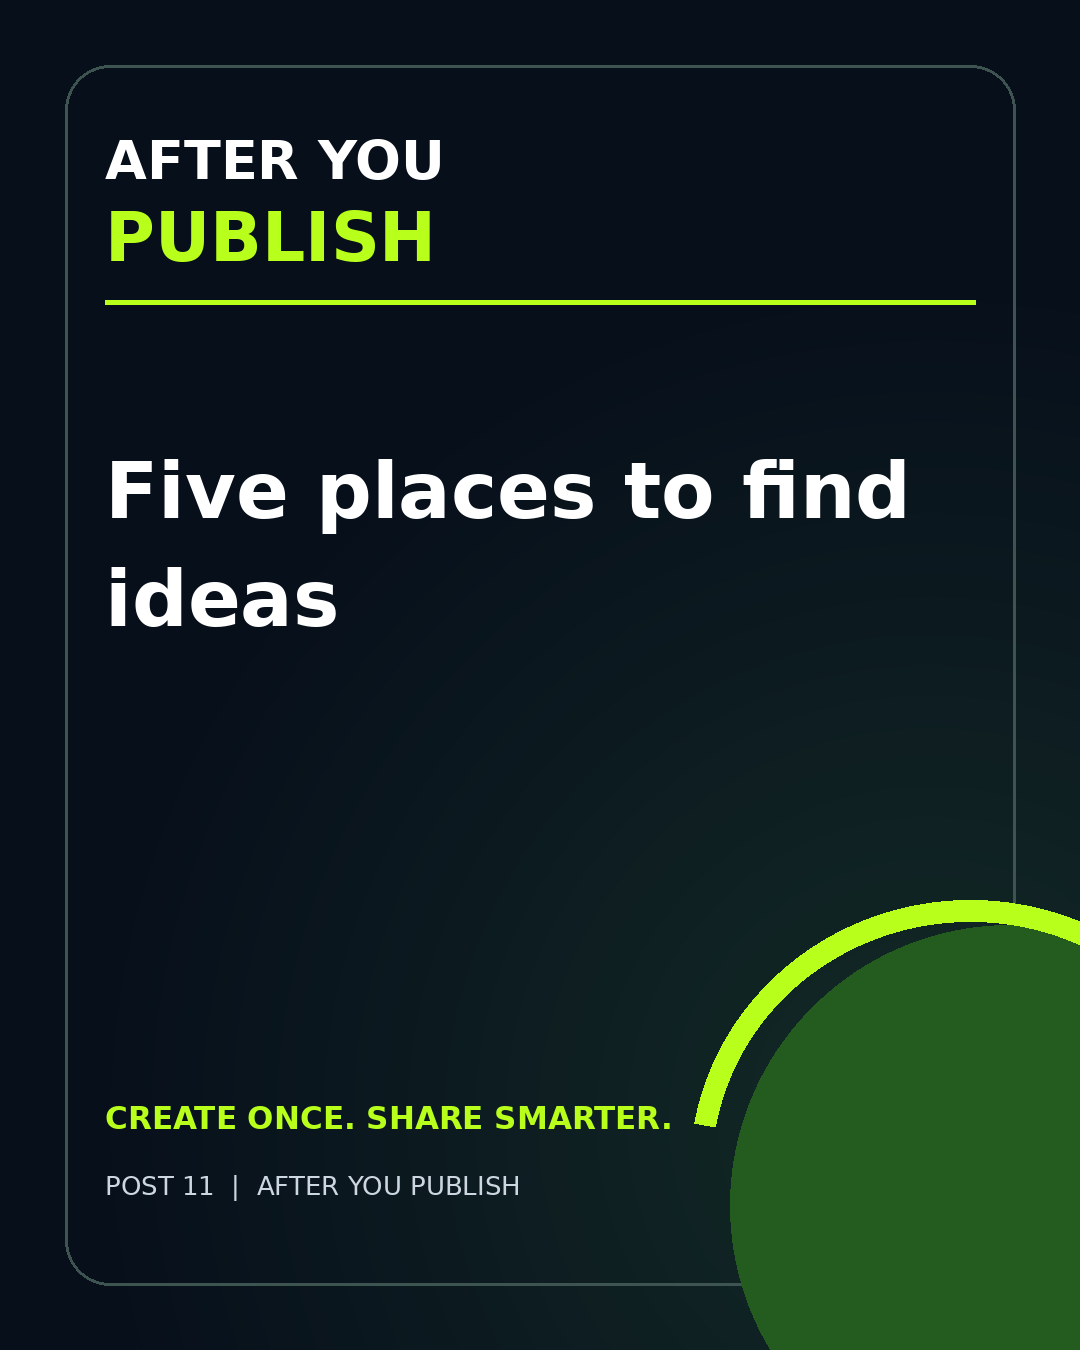 AFTER YOU
PUBLISH
Five places to find
ideas
CREATE ONCE. SHARE SMARTER.
POST 11 | AFTER YOU PUBLISH